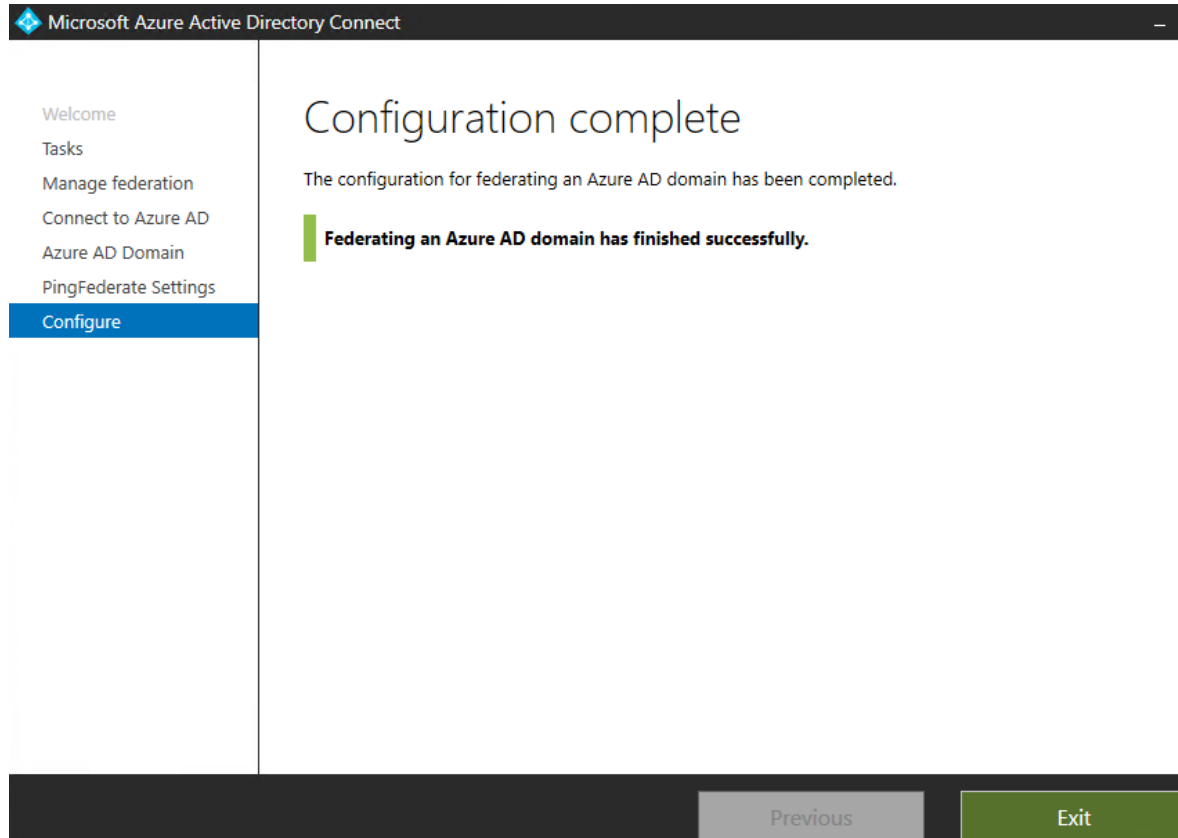 Microsoft Azure Active Directory Connect
Welcome
Tasks
Manage federation
Connect to Azure AD
Azure AD Domain
PingFederate Settings
Configure
Configuration complete
The configuration for federating an Azure AD domain has been completed.
Federating an Azure AD domain has finished successfully.
Previous
Exit